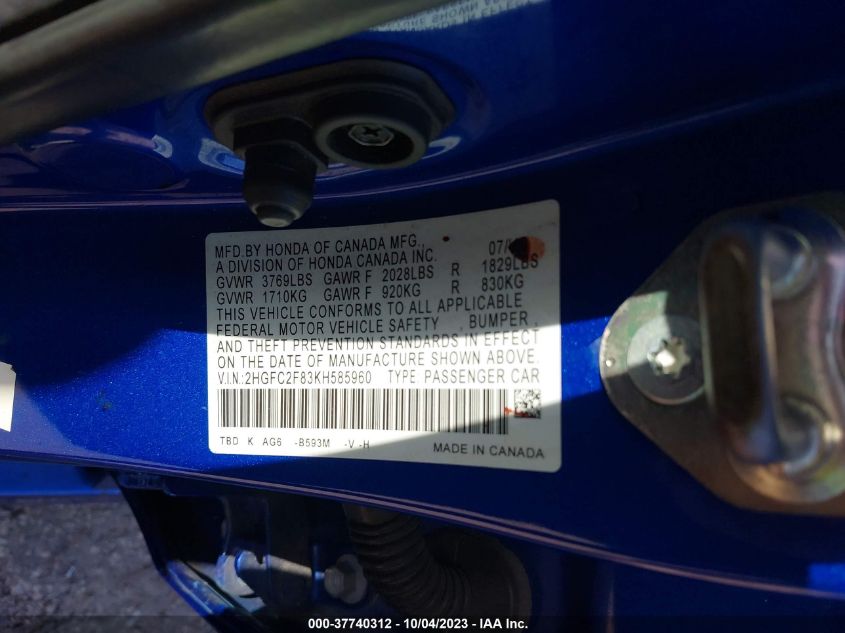 MFD.BY HONDA OF CANADA MFG., 07/
A DIVISION OF HONDA CANADA INC.
GVWR 3769LBS GAWR F 2028LBS R 1829LBS
GVWR 1710KG GAWR F 920KG R 830KG
THIS VEHICLE CONFORMS TO ALL APPLICABLE
FEDERAL MOTOR VEHICLE SAFETY , BUMPER
AND THEFT PREVENTION STANDARDS IN EFFECT
ON THE DATE OF MANUFACTURE SHOWN ABOVE.
V.I.N.:2HGFC2F83KH585960 TYPE: PASSENGER CAR
TBD K AG6 -B593M -V -H MADE IN CANADA
000-37740312 - 10/04/2023 - IAA Inc.